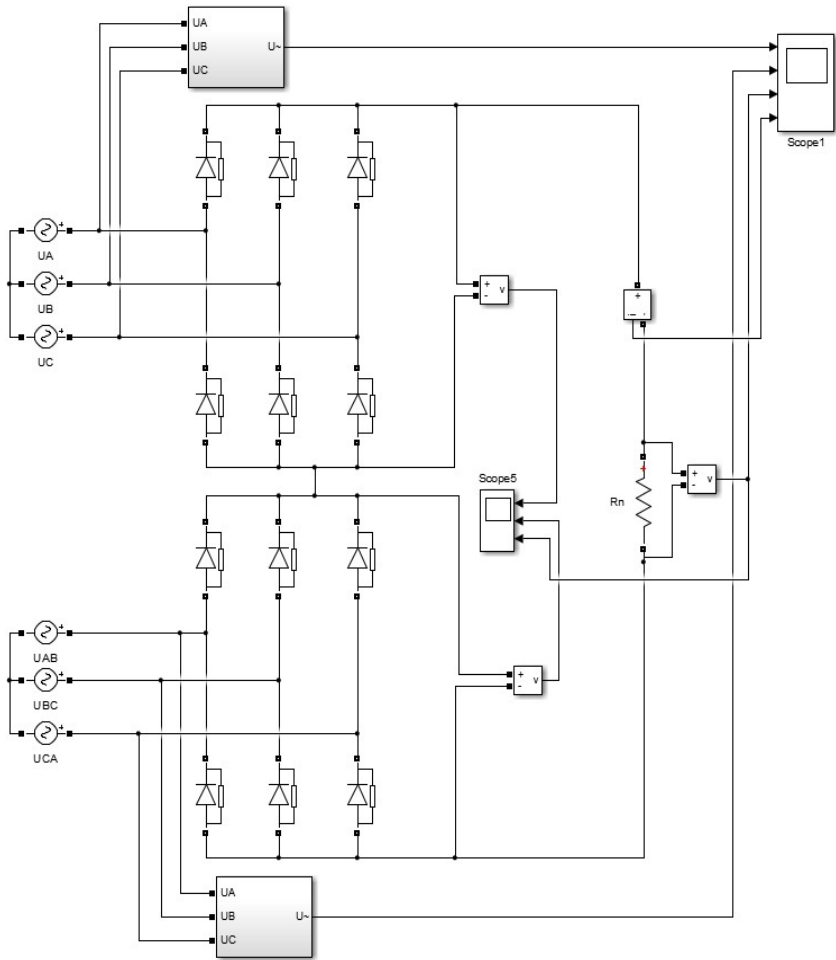 UA
UB
UC
U~
Scope1
UA
UB
UC
+
-
v
+
Scope5
+
-
v
Rn
UAB
UBC
UCA
+
-
v
UA
UB
UC
U~